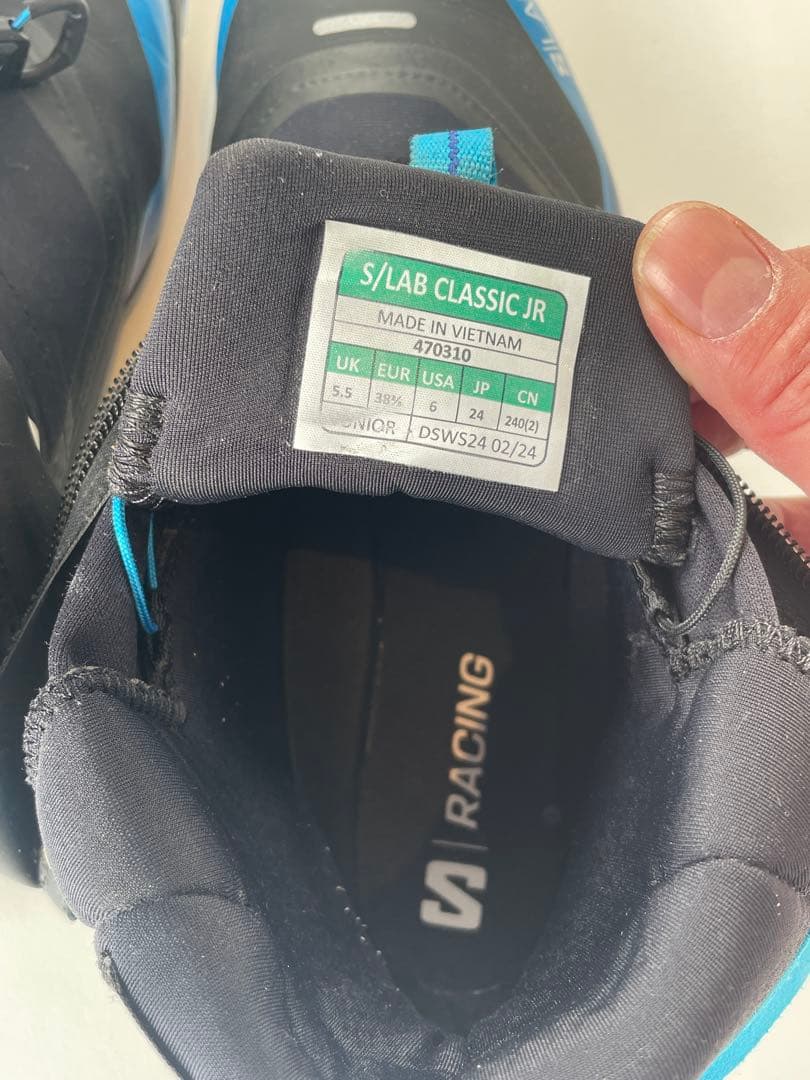 S/LAB CLASSIC JR
MADE IN VIETNAM
470310
UK EUR USA JP CN
5.5 38⅔ 6 24 240(2)
DSWS24 02/24
RACING